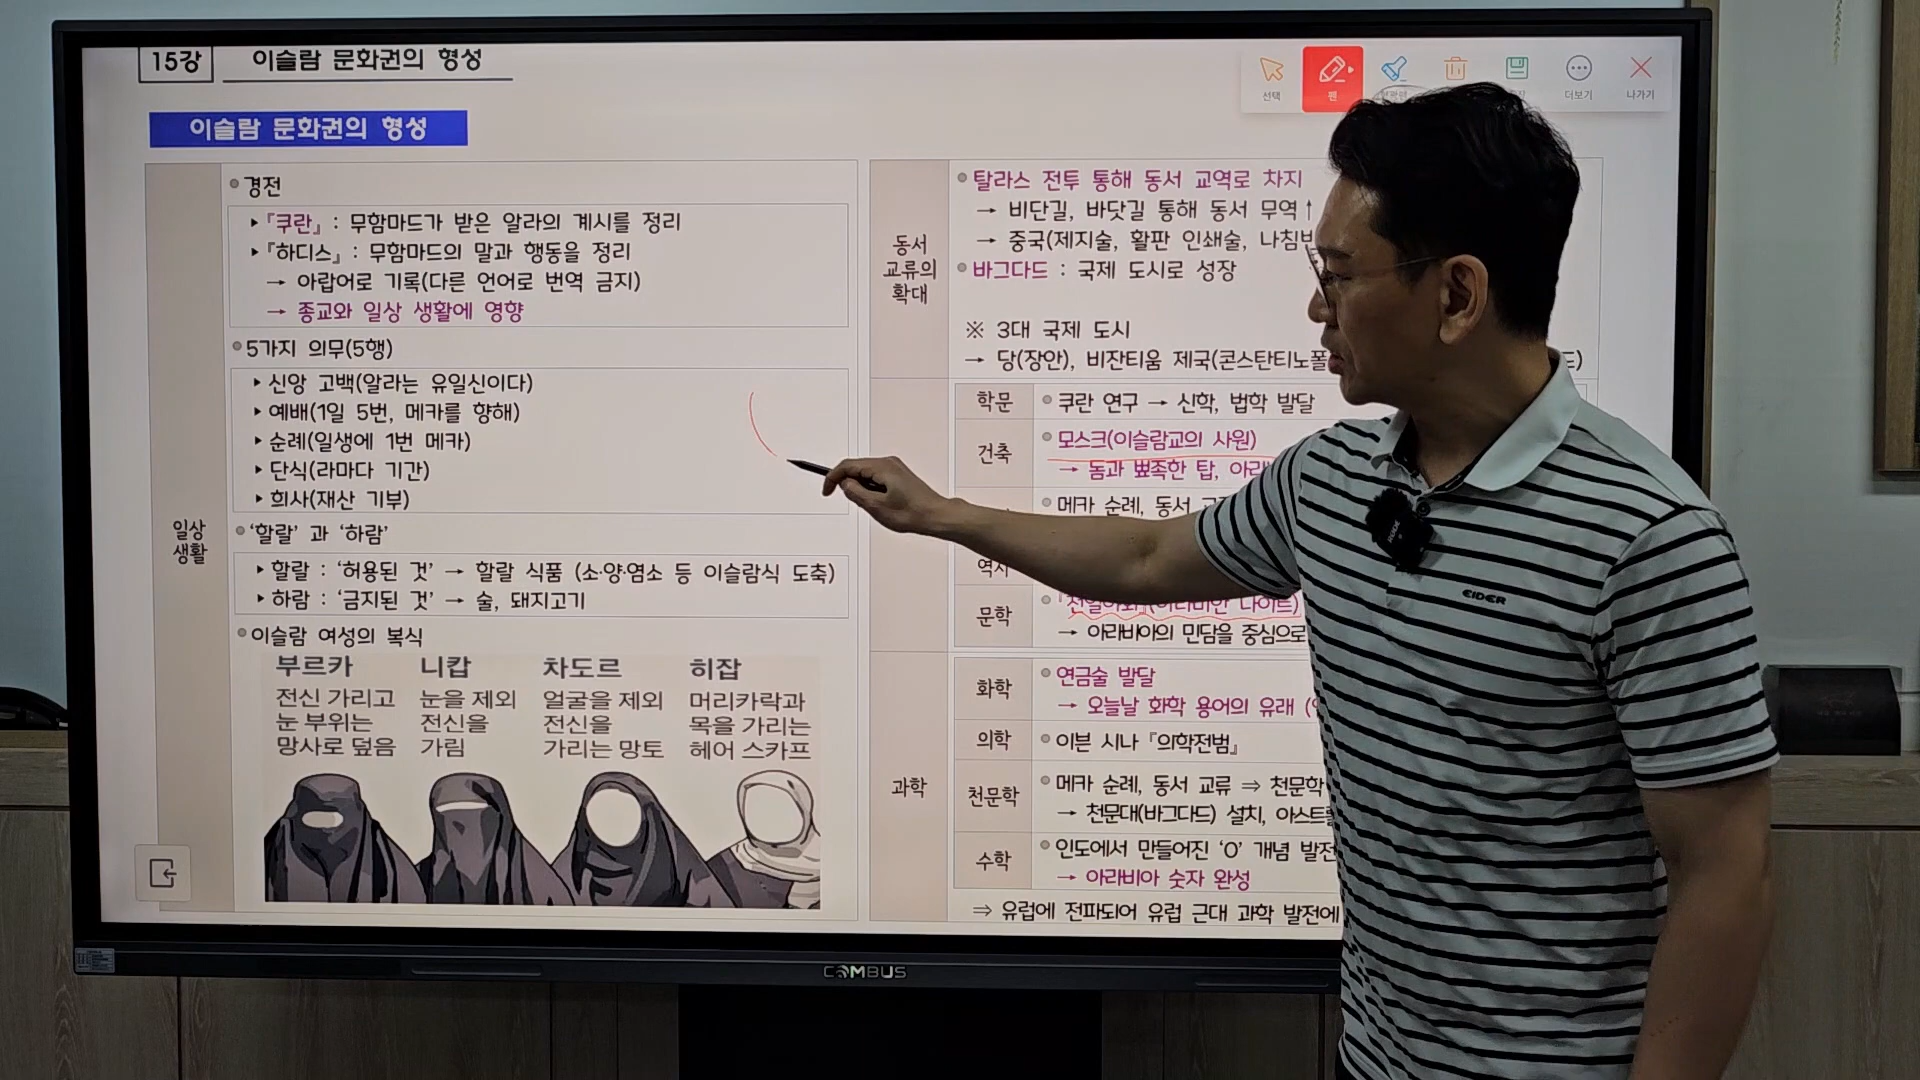 15강
이슬람 문화권의 형성
선택
펜
더보기
나가기
이슬람 문화권의 형성
일상
생활
경전
『쿠란』 : 무함마드가 받은 알라의 계시를 정리
『하디스』 : 무함마드의 말과 행동을 정리
→ 아랍어로 기록(다른 언어로 번역 금지)
→ 종교와 일상 생활에 영향
5가지 의무(5행)
신앙 고백(알라는 유일신이다)
예배(1일 5번, 메카를 향해)
순례(일생에 1번 메카)
단식(라마다 기간)
희사(재산 기부)
'할랄' 과 '하람'
할랄 : '허용된 것' → 할랄 식품 (소·양·염소 등 이슬람식 도축)
하람 : '금지된 것' → 술, 돼지고기
이슬람 여성의 복식
부르카
전신 가리고
눈 부위는
망사로 덮음
니캅
눈을 제외
전신을
가림
차도르
얼굴을 제외
전신을
가리는 망토
히잡
머리카락과
목을 가리는
헤어 스카프
동서
교류의
확대
탈라스 전투 통해 동서 교역로 차지
→ 비단길, 바닷길 통해 동서 무역↑
→ 중국(제지술, 활판 인쇄술,
바그다드 : 국제 도시로 성장
※ 3대 국제 도시
→ 당(장안), 비잔티움 제국
학문
쿠란 연구 → 신학, 법학 발달
건축
모스크(이슬람교의 사원)
→ 돔과 뾰족한 탑,
메카 순례, 동서
문학
→ 아라비아의 민담을 중심으로
과학
화학
연금술 발달
→ 오늘날 화학 용어의 유래
의학
이븐 시나 『의학전범』
천문학
메카 순례, 동서 교류 ⇒ 천문학
→ 천문대(바그다드) 설치,
수학
인도에서 만들어진 '0' 개념
→ 아라비아 숫자 완성
⇒ 유럽에 전파되어 유럽 근대 과학 발전에
EIDER
CAMBUS